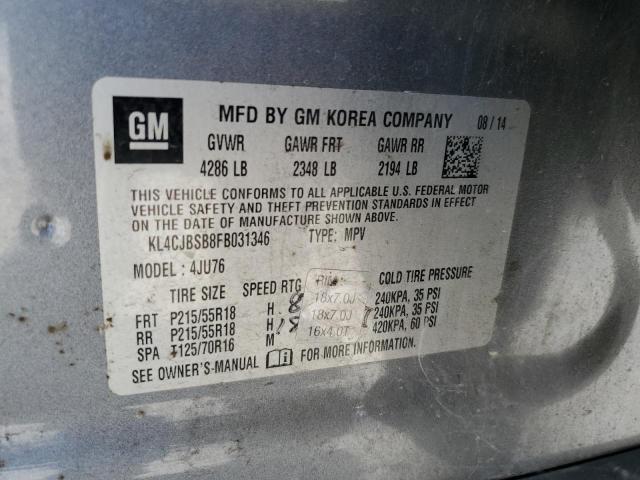 GM
MFD BY GM KOREA COMPANY 08 / 14
GVWR GAWR FRT GAWR RR
4286 LB 2348 LB 2194 LB
THIS VEHICLE CONFORMS TO ALL APPLICABLE U.S. FEDERAL MOTOR
VEHICLE SAFETY AND THEFT PREVENTION STANDARDS IN EFFECT
ON THE DATE OF MANUFACTURE SHOWN ABOVE.
KL4CJBSB8FB031346 TYPE: MPV
MODEL : 4JU76
TIRE SIZE SPEED RTG RIM COLD TIRE PRESSURE
FRT P215/55R18 H 18x7.0J 240KPA, 35 PSI
RR P215/55R18 H 18x7.0J 240KPA, 35 PSI
SPA T125/70R16 M 16x4.0T 420KPA, 60 PSI
SEE OWNER'S-MANUAL FOR MORE INFORMATION.